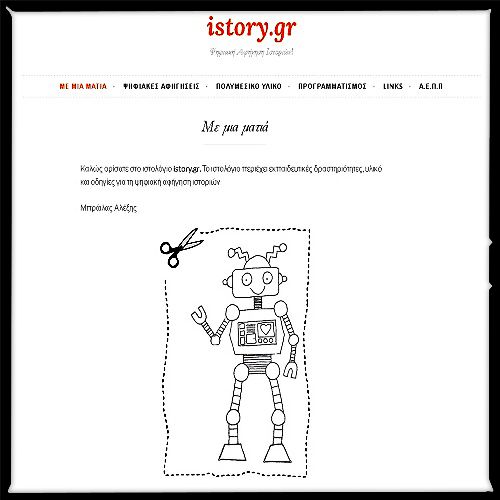 istory.gr
Ψηφιακή Αφήγηση Ιστοριών!
ΜΕ ΜΙΑ ΜΑΤΙΑ · ΨΗΦΙΑΚΕΣ ΑΦΗΓΗΣΕΙΣ · ΠΟΛΥΜΕΣΙΚΟ ΥΛΙΚΟ · ΠΡΟΓΡΑΜΜΑΤΙΣΜΟΣ · LINKS · Α.Ε.Π.Π
Με μια ματιά
Καλώς ορίσατε στο ιστολόγιο istory.gr. Το ιστολόγιο περιέχει εκπαιδευτικές δραστηριότητες, υλικό
και οδηγίες για τη ψηφιακή αφήγηση ιστοριών
Μπράιλας Αλέξης